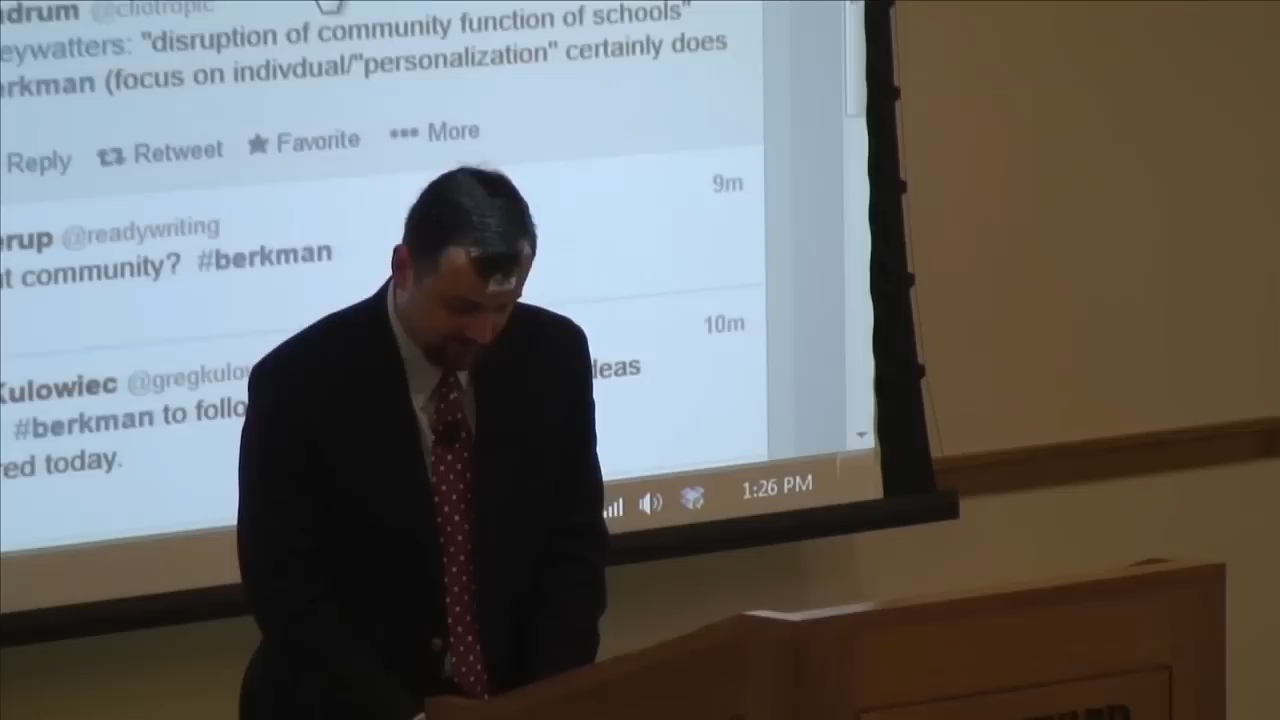 drum @cliotropic
eywatters: "disruption of community function of schools"
erkman (focus on indivdual/"personalization" certainly does
Reply Retweet Favorite More
erup @readywriting 9m
t community? #berkman
Kulowiec @gregkulo 10m
#berkman to follo deas
red today.
1:26 PM